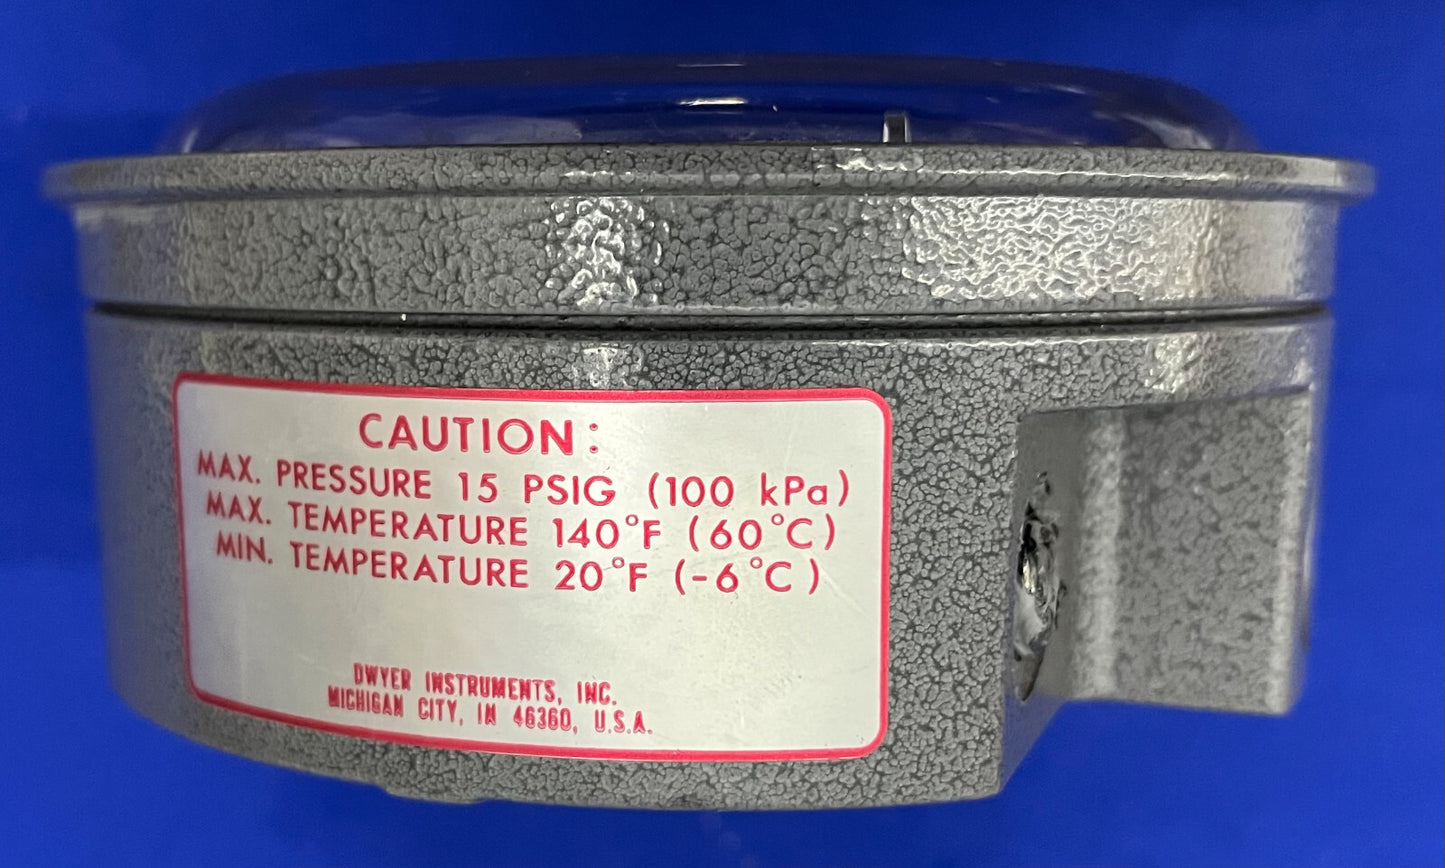 CAUTION:
MAX. PRESSURE 15 PSIG (100 kPa)
MAX. TEMPERATURE 140°F (60°C)
MIN. TEMPERATURE 20°F (-6°C)
DWYER INSTRUMENTS, INC.
MICHIGAN CITY, IN 46360, U.S.A.